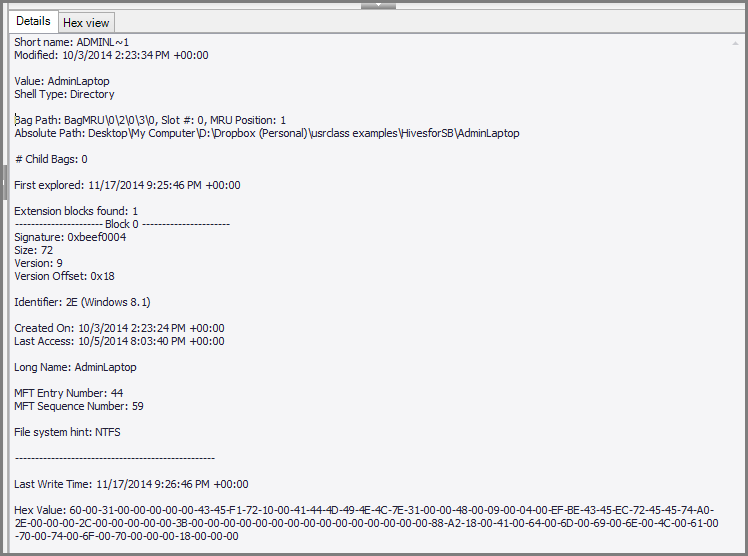 Details Hex view
Short name: ADMINL~1
Modified: 10/3/2014 2:23:34 PM +00:00
Value: AdminLaptop
Shell Type: Directory
Bag Path: BagMRU\0\2\0\3\0, Slot #: 0, MRU Position: 1
Absolute Path: Desktop\My Computer\D:\Dropbox (Personal)\usrclass examples\HivesforSB\AdminLaptop
# Child Bags: 0
First explored: 11/17/2014 9:25:46 PM +00:00
Extension blocks found: 1
---------------------- Block 0 ----------------------
Signature: 0xbeef0004
Size: 72
Version: 9
Version Offset: 0x18
Identifier: 2E (Windows 8.1)
Created On: 10/3/2014 2:23:24 PM +00:00
Last Access: 10/5/2014 8:03:40 PM +00:00
Long Name: AdminLaptop
MFT Entry Number: 44
MFT Sequence Number: 59
File system hint: NTFS
--------------------------------------------------
Last Write Time: 11/17/2014 9:26:46 PM +00:00
Hex Value: 60-00-31-00-00-00-00-00-43-45-F1-72-10-00-41-44-4D-49-4E-4C-7E-31-00-00-48-00-09-00-04-00-EF-BE-43-45-EC-72-45-45-74-A0-
2E-00-00-00-2C-00-00-00-00-00-3B-00-00-00-00-00-00-00-00-00-00-00-00-00-00-00-00-00-88-A2-18-00-41-00-64-00-6D-00-69-00-6E-00-4C-00-61-00
-70-00-74-00-6F-00-70-00-00-00-18-00-00-00